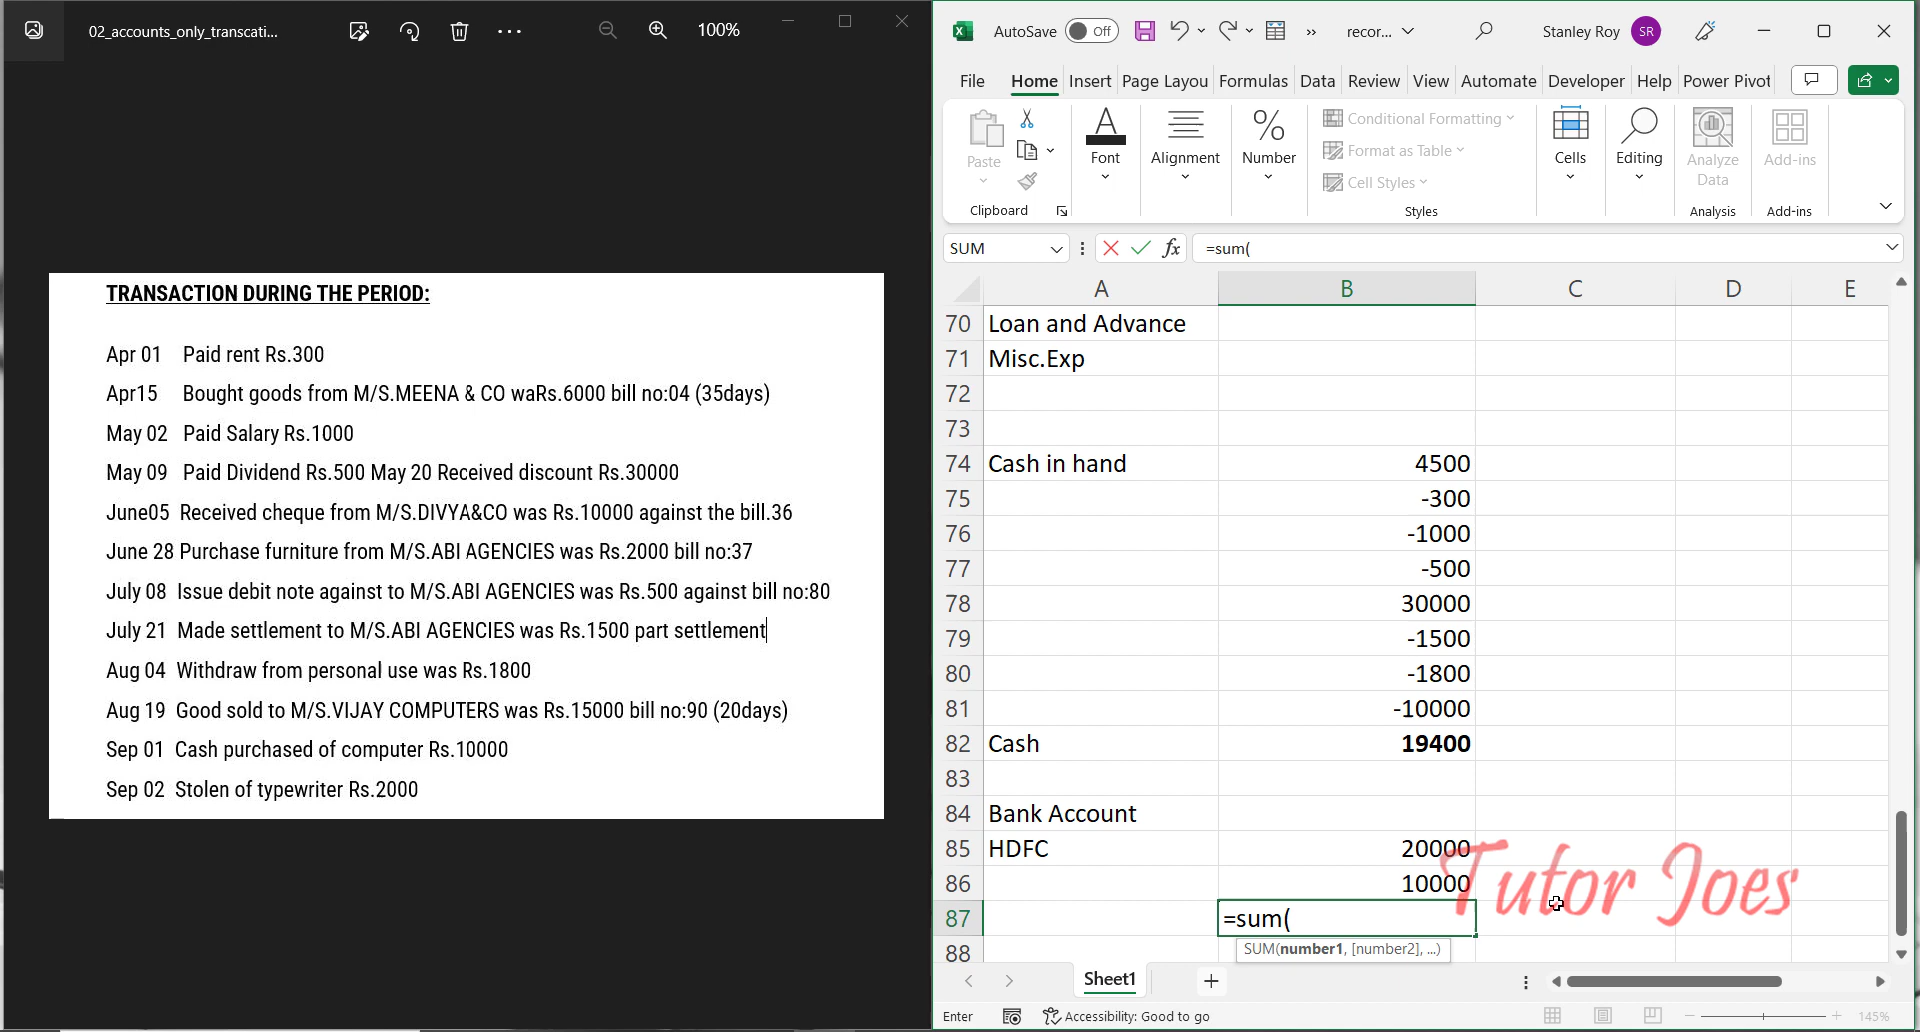 02_accounts_only_transcati...
100%
TRANSACTION DURING THE PERIOD:
Apr 01 Paid rent Rs.300
Apr15 Bought goods from M/S.MEENA & CO waRs.6000 bill no:04 (35days)
May 02 Paid Salary Rs.1000
May 09 Paid Dividend Rs.500 May 20 Received discount Rs.30000
June05 Received cheque from M/S.DIVYA&CO was Rs.10000 against the bill.36
June 28 Purchase furniture from M/S.ABI AGENCIES was Rs.2000 bill no:37
July 08 Issue debit note against to M/S.ABI AGENCIES was Rs.500 against bill no:80
July 21 Made settlement to M/S.ABI AGENCIES was Rs.1500 part settlement
Aug 04 Withdraw from personal use was Rs.1800
Aug 19 Good sold to M/S.VIJAY COMPUTERS was Rs.15000 bill no:90 (20days)
Sep 01 Cash purchased of computer Rs.10000
Sep 02 Stolen of typewriter Rs.2000
AutoSave Off recor... Stanley Roy SR
File Home Insert Page Layou Formulas Data Review View Automate Developer Help Power Pivot
Paste Font Alignment Number Conditional Formatting Format as Table Cell Styles Cells Editing Analyze Data Add-ins
Clipboard Styles Analysis Add-ins
SUM fx =sum(
A B C D E
70 Loan and Advance
71 Misc.Exp
72
73
74 Cash in hand 4500
75 -300
76 -1000
77 -500
78 30000
79 -1500
80 -1800
81 -10000
82 Cash 19400
83
84 Bank Account
85 HDFC 20000
86 10000
87 =sum(
88 SUM(number1, [number2], ...)
Tutor Joes
Sheet1
Enter Accessibility: Good to go 145%